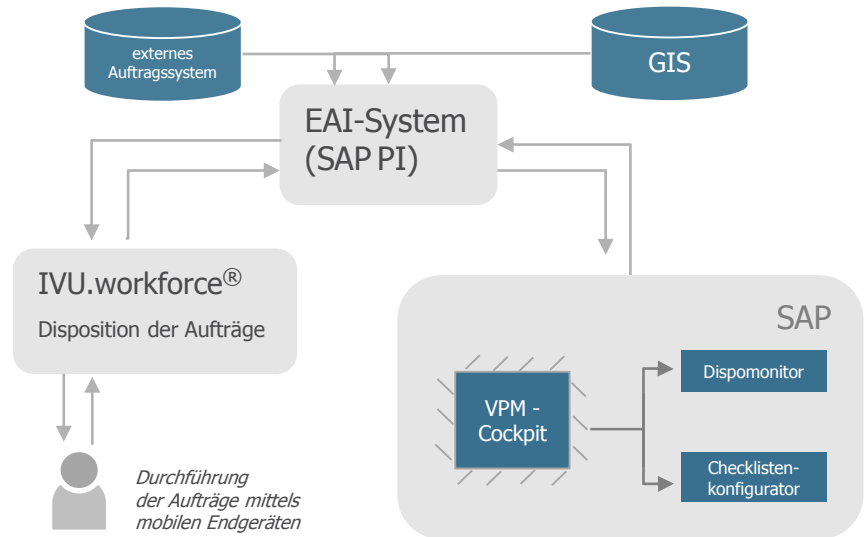 externes
Auftragssystem
GIS
EAI-System
(SAP PI)
IVU.workforce®
Disposition der Aufträge
SAP
VPM -
Cockpit
Dispomonitor
Checklisten-
konfigurator
Durchführung
der Aufträge mittels
mobilen Endgeräten